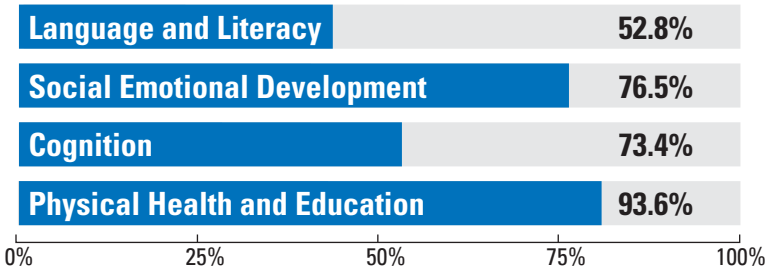 Language and Literacy 52.8%
Social Emotional Development 76.5%
Cognition 73.4%
Physical Health and Education 93.6%
0% 25% 50% 75% 100%